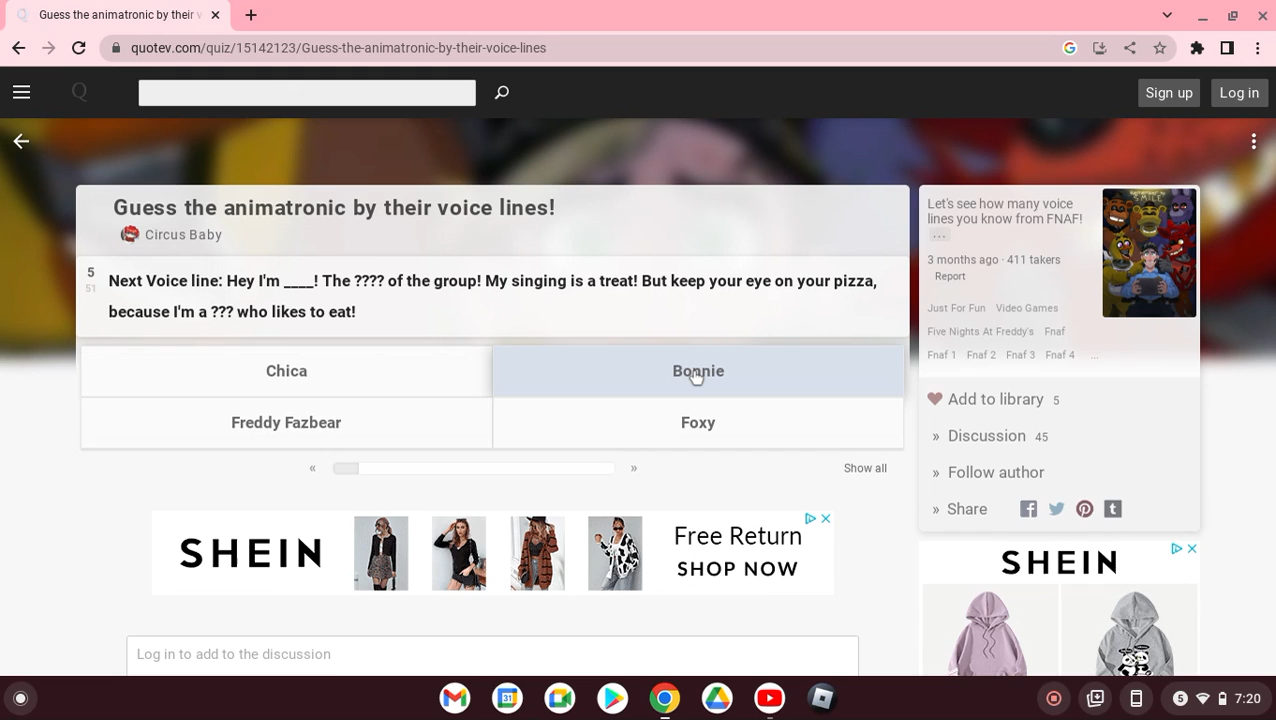 Guess the animatronic by their v
quotev.com/quiz/15142123/Guess-the-animatronic-by-their-voice-lines
Q
Sign up
Log in
Guess the animatronic by their voice lines!
Circus Baby
5
51
Next Voice line: Hey I'm ____! The ???? of the group! My singing is a treat! But keep your eye on your pizza,
because I'm a ??? who likes to eat!
Chica
Bonnie
Freddy Fazbear
Foxy
«
»
Show all
Let's see how many voice
lines you know from FNAF!
...
3 months ago · 411 takers
Report
Just For Fun Video Games
Five Nights At Freddy's Fnaf
Fnaf 1 Fnaf 2 Fnaf 3 Fnaf 4 ...
Add to library 5
» Discussion 45
» Follow author
» Share
SHEIN
Free Return
SHOP NOW
SHEIN
Log in to add to the discussion
31
5
7:20